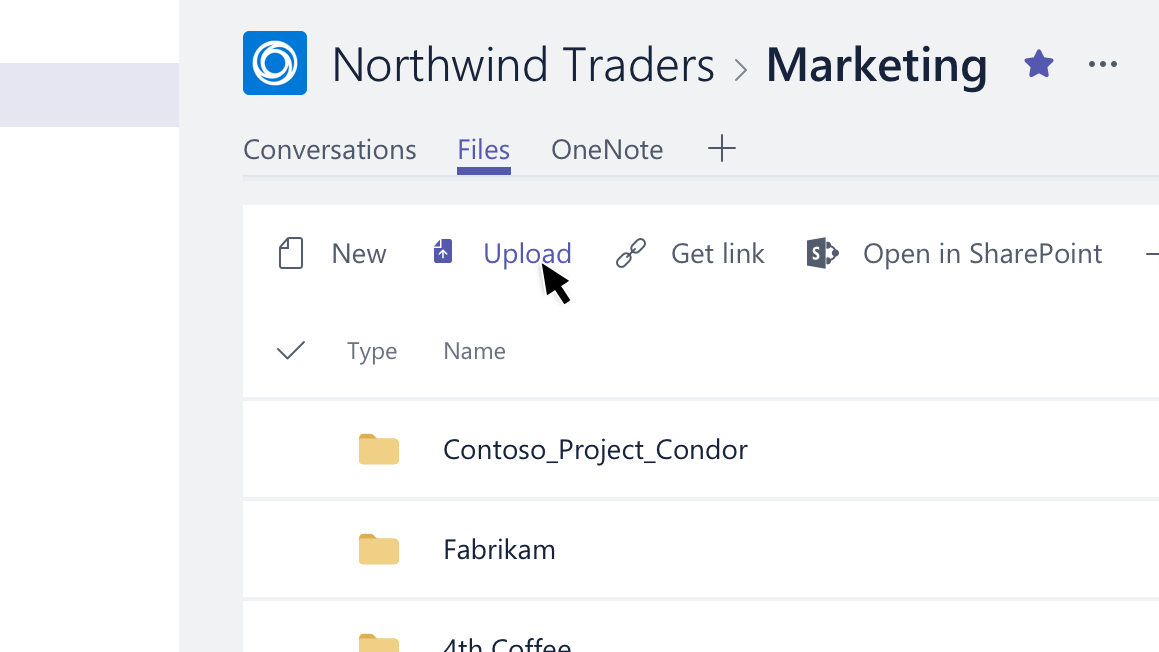 Northwind Traders > Marketing ...
Conversations Files OneNote +
New Upload Get link Open in SharePoint
Type Name
Contoso_Project_Condor
Fabrikam
4th Coffee